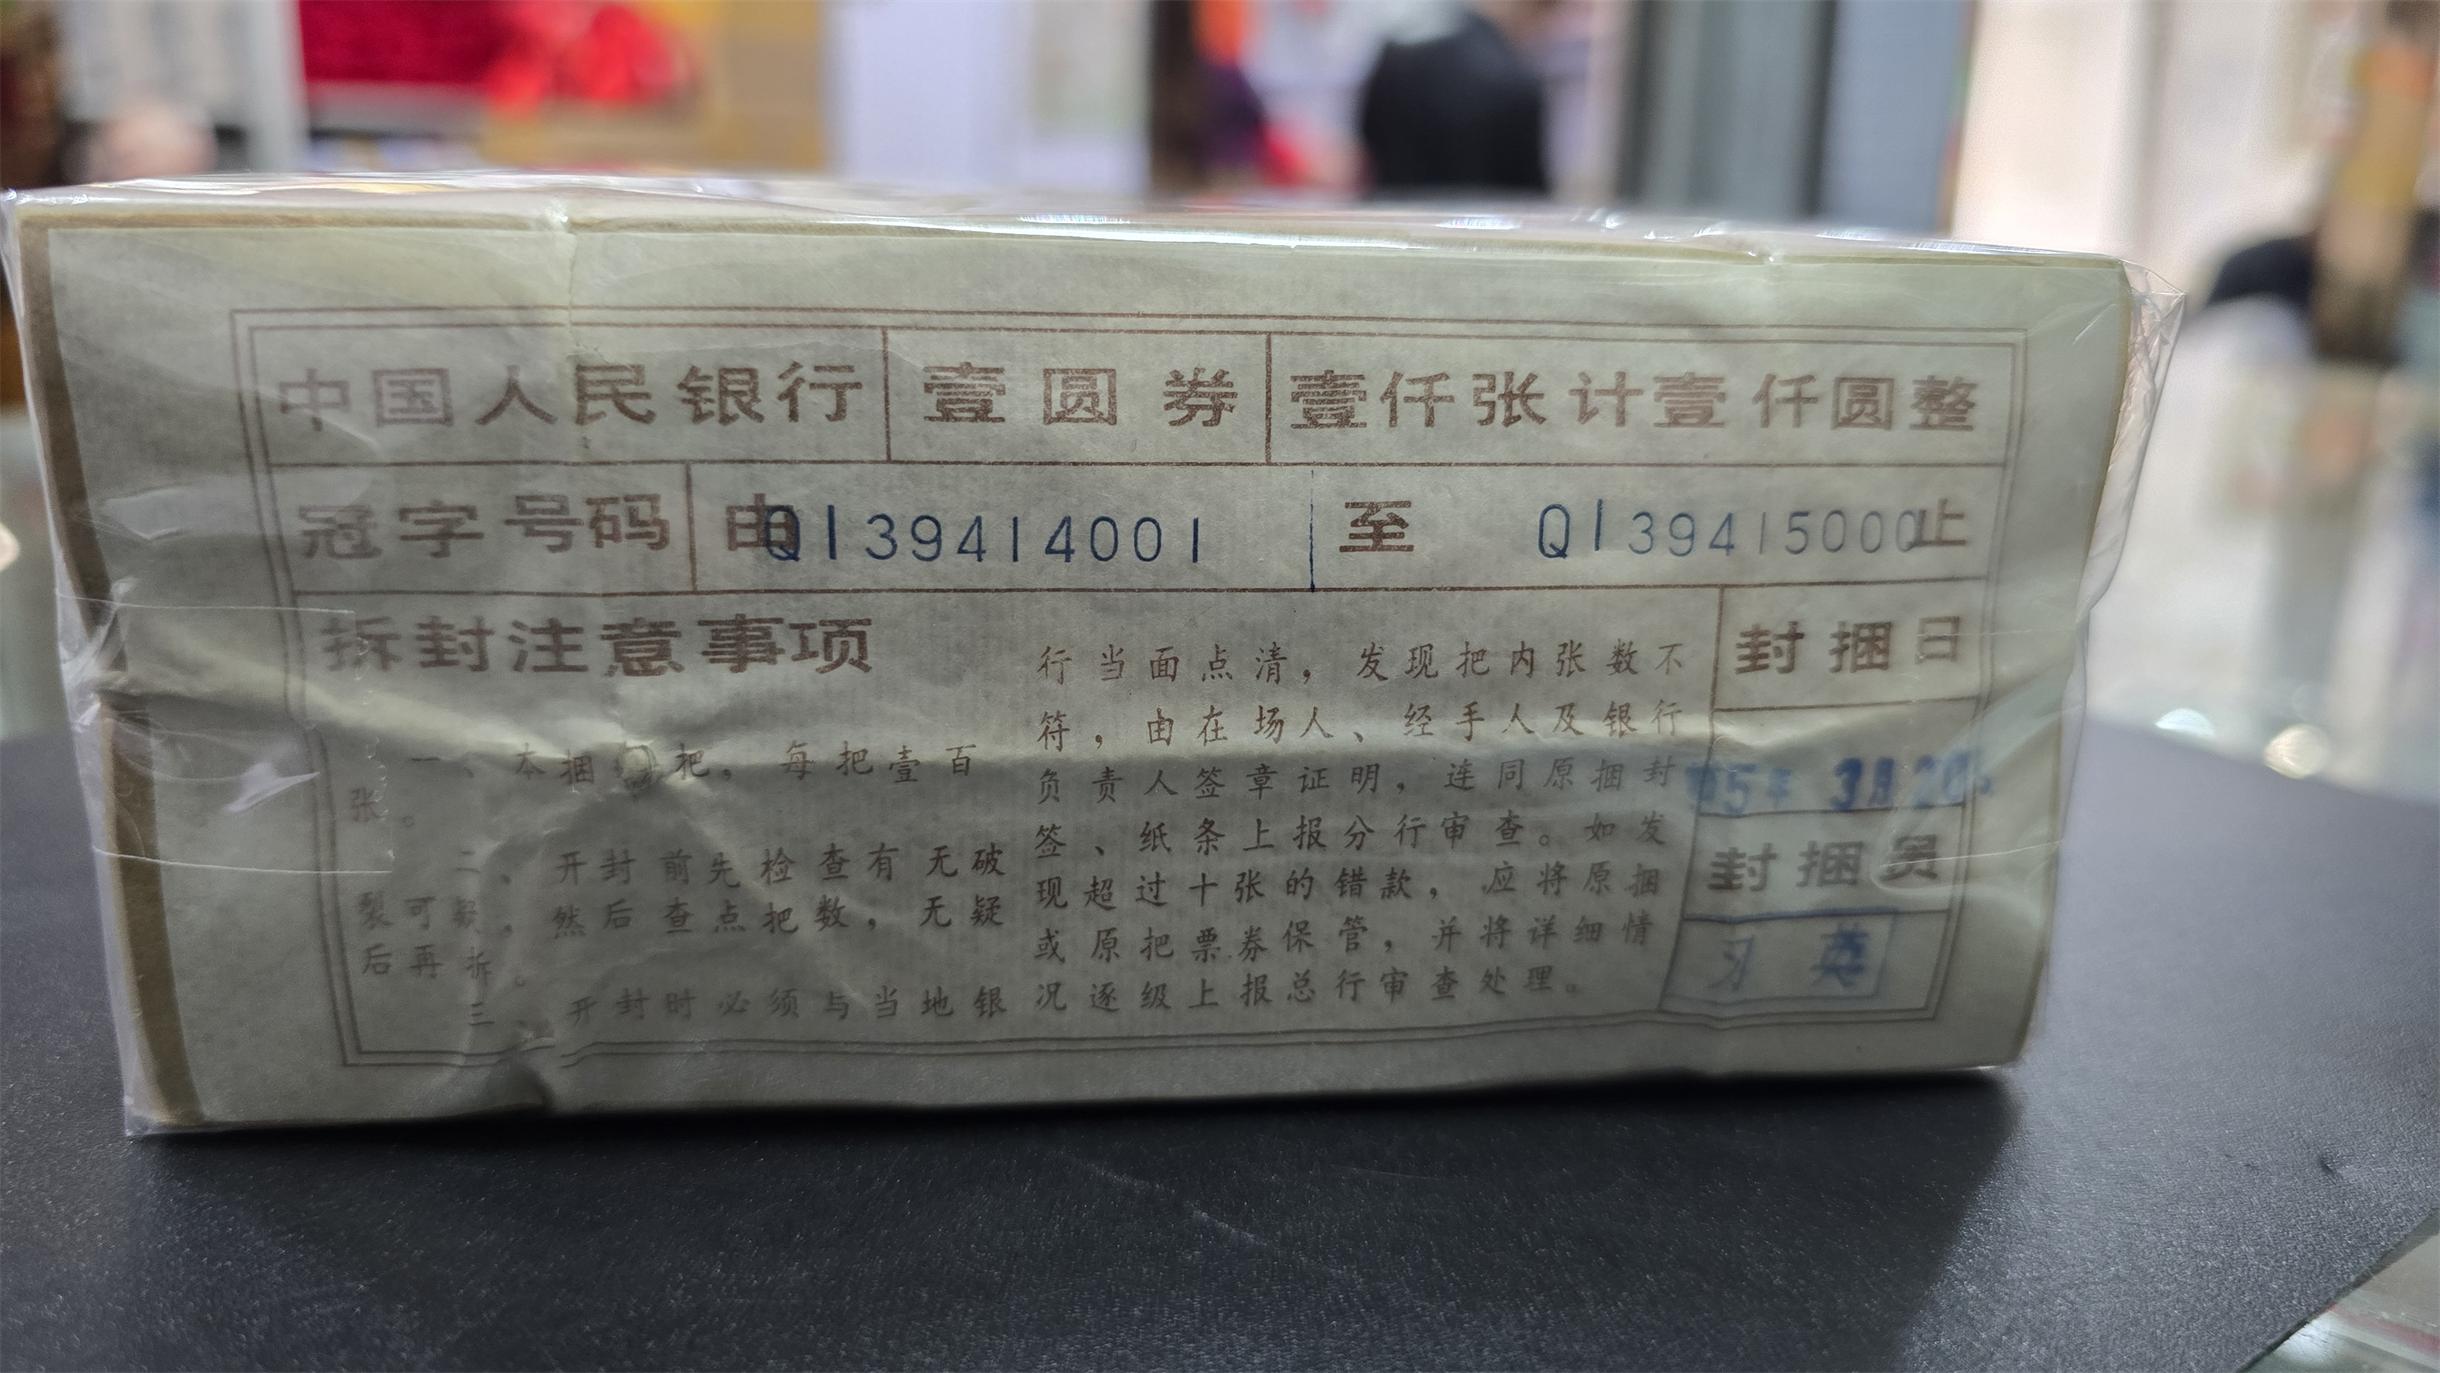 中国人民银行 壹圆券 壹仟张计壹仟圆整
冠字号码 由 QI39414001 至 QI39415000 止
拆封注意事项
一、本捆 把，每把壹百
张。
二、开封前先检查有无破
裂可疑，然后查点把数，无疑
后再拆。
三、开封时必须与当地银
行当面点清，发现把内张数不
符，由在场人、经手人及银行
负责人签章证明，连同原捆封
签、纸条上报分行审查。如发
现超过十张的错款，应将原捆
或原把票券保管，并将详细情
况逐级上报总行审查处理。
封捆日
95年 3月
封捆员
英